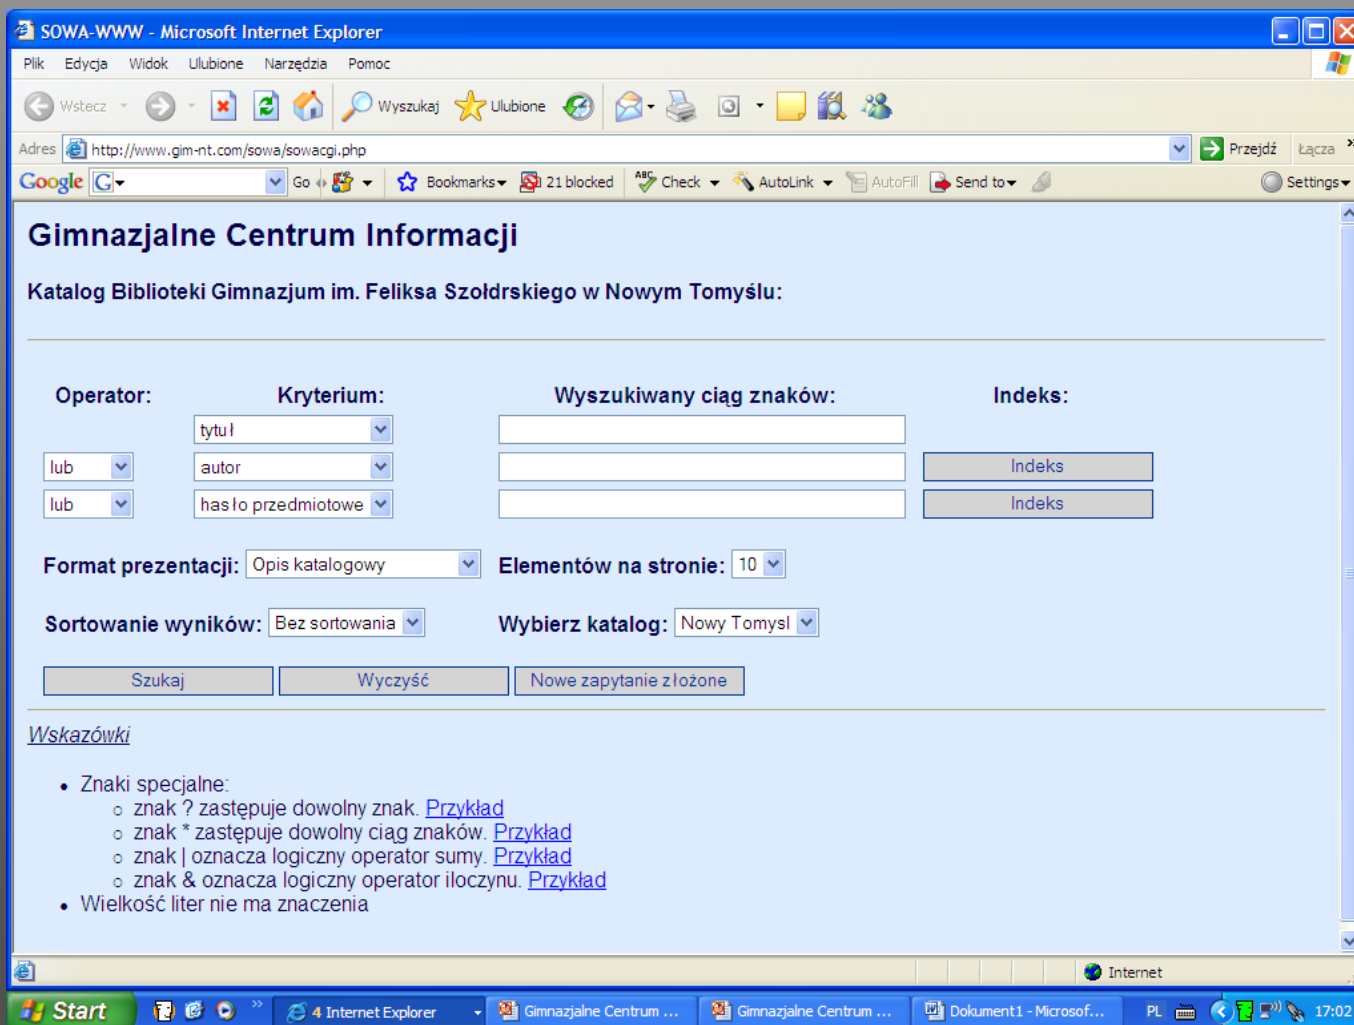 SOWA-WWW - Microsoft Internet Explorer
Plik Edycja Widok Ulubione Narzędzia Pomoc
Wstecz Wyszukaj Ulubione
Adres http://www.gim-nt.com/sowa/sowacgi.php Przejdź Łącza »
Google G Go Bookmarks 21 blocked ABC Check AutoLink AutoFill Send to Settings
Gimnazjalne Centrum Informacji
Katalog Biblioteki Gimnazjum im. Feliksa Szołdrskiego w Nowym Tomyślu:
Operator: Kryterium: Wyszukiwany ciąg znaków: Indeks:
tytuł
lub autor Indeks
lub hasło przedmiotowe Indeks
Format prezentacji: Opis katalogowy Elementów na stronie: 10
Sortowanie wyników: Bez sortowania Wybierz katalog: Nowy Tomysl
Szukaj Wyczyść Nowe zapytanie złożone
Wskazówki
• Znaki specjalne:
o znak ? zastępuje dowolny znak. Przykład
o znak * zastępuje dowolny ciąg znaków. Przykład
o znak | oznacza logiczny operator sumy. Przykład
o znak & oznacza logiczny operator iloczynu. Przykład
• Wielkość liter nie ma znaczenia
Internet
Start » 4 Internet Explorer Gimnazjalne Centrum ... Gimnazjalne Centrum ... Dokument1 - Microsof... PL 17:02